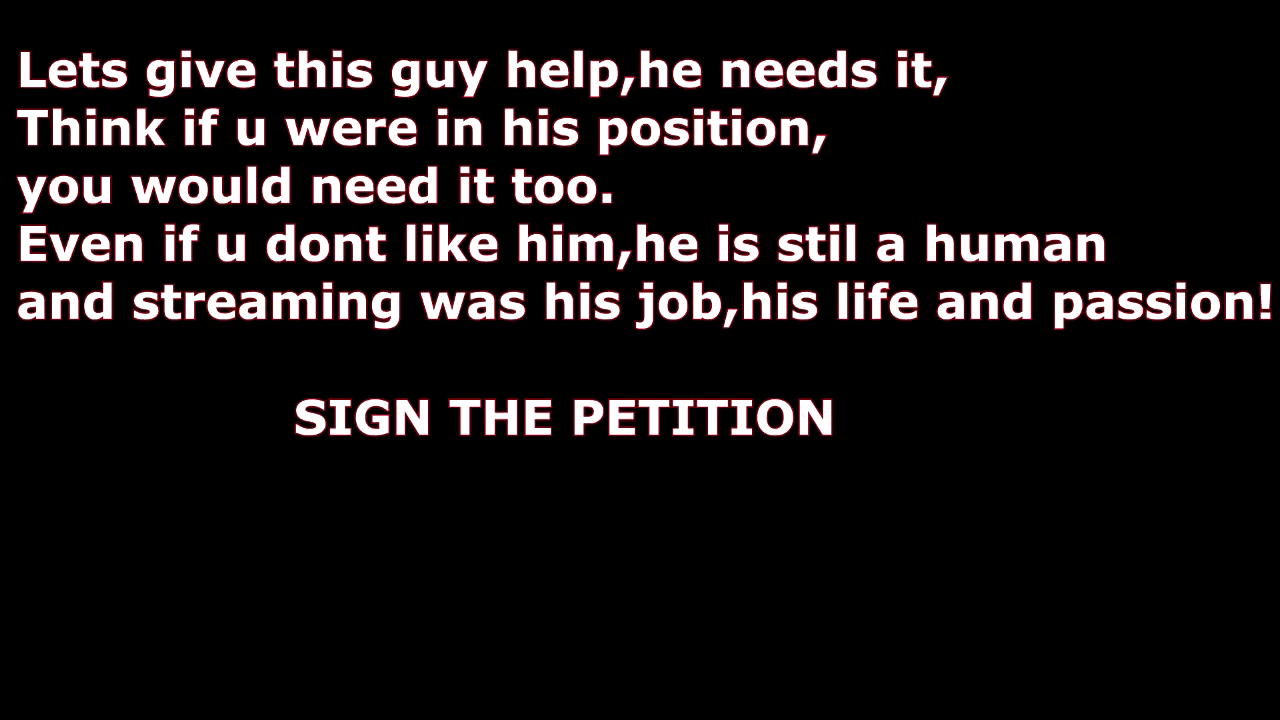 Lets give this guy help,he needs it,
Think if u were in his position,
you would need it too.
Even if u dont like him,he is stil a human
and streaming was his job,his life and passion!
SIGN THE PETITION